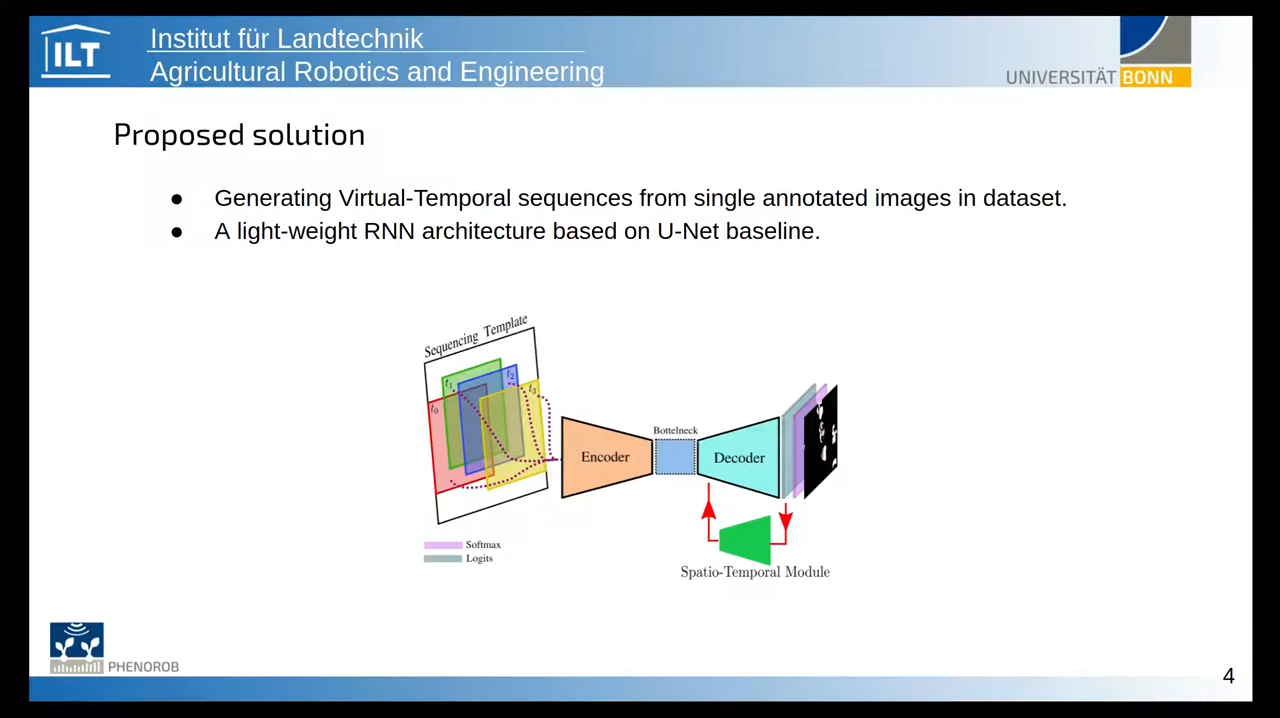 ILT
Institut für Landtechnik
Agricultural Robotics and Engineering
UNIVERSITÄT BONN
Proposed solution
● Generating Virtual-Temporal sequences from single annotated images in dataset.
● A light-weight RNN architecture based on U-Net baseline.
Sequencing Template
t0
t1
t2
t3
Encoder
Bottelneck
Decoder
Softmax
Logits
Spatio-Temporal Module
PHENOROB
4